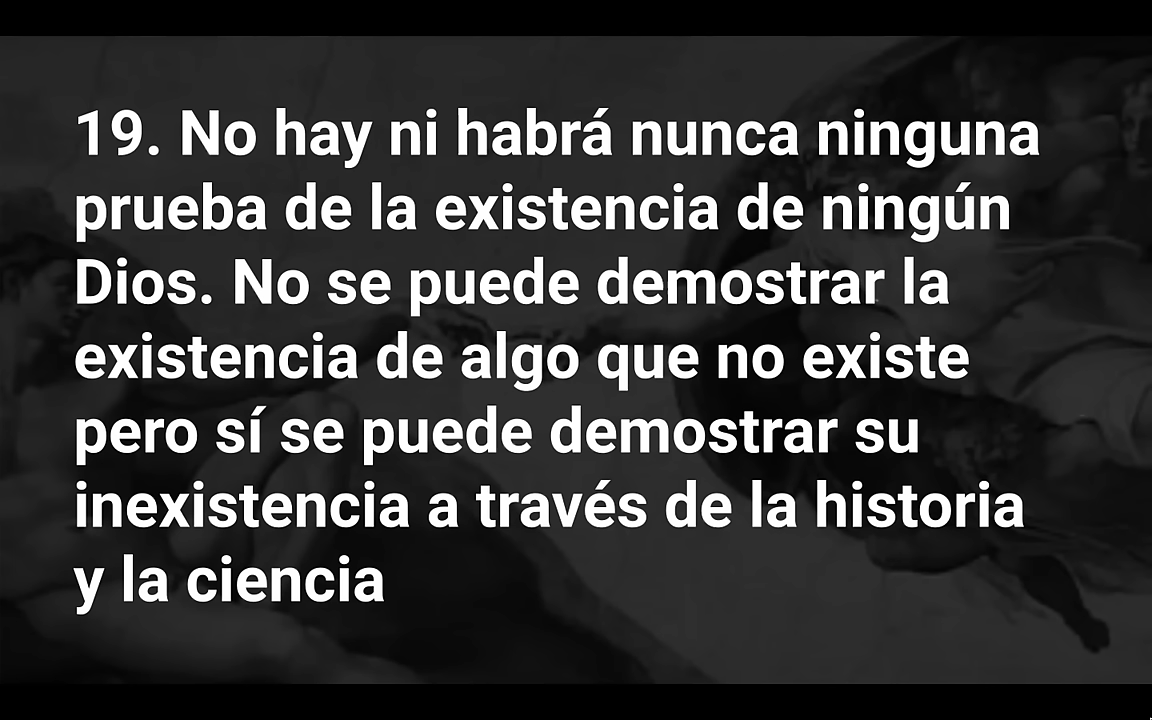 19. No hay ni habrá nunca ninguna
prueba de la existencia de ningún
Dios. No se puede demostrar la
existencia de algo que no existe
pero sí se puede demostrar su
inexistencia a través de la historia
y la ciencia